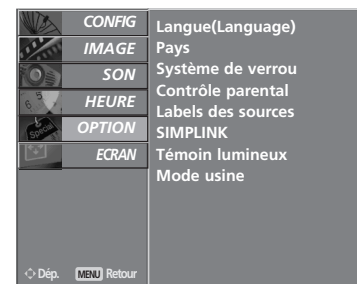 CONFIG
IMAGE
SON
HEURE
OPTION
ECRAN
Dép. MENU Retour
Langue(Language)
Pays
Système de verrou
Contrôle parental
Labels des sources
SIMPLINK
Témoin lumineux
Mode usine